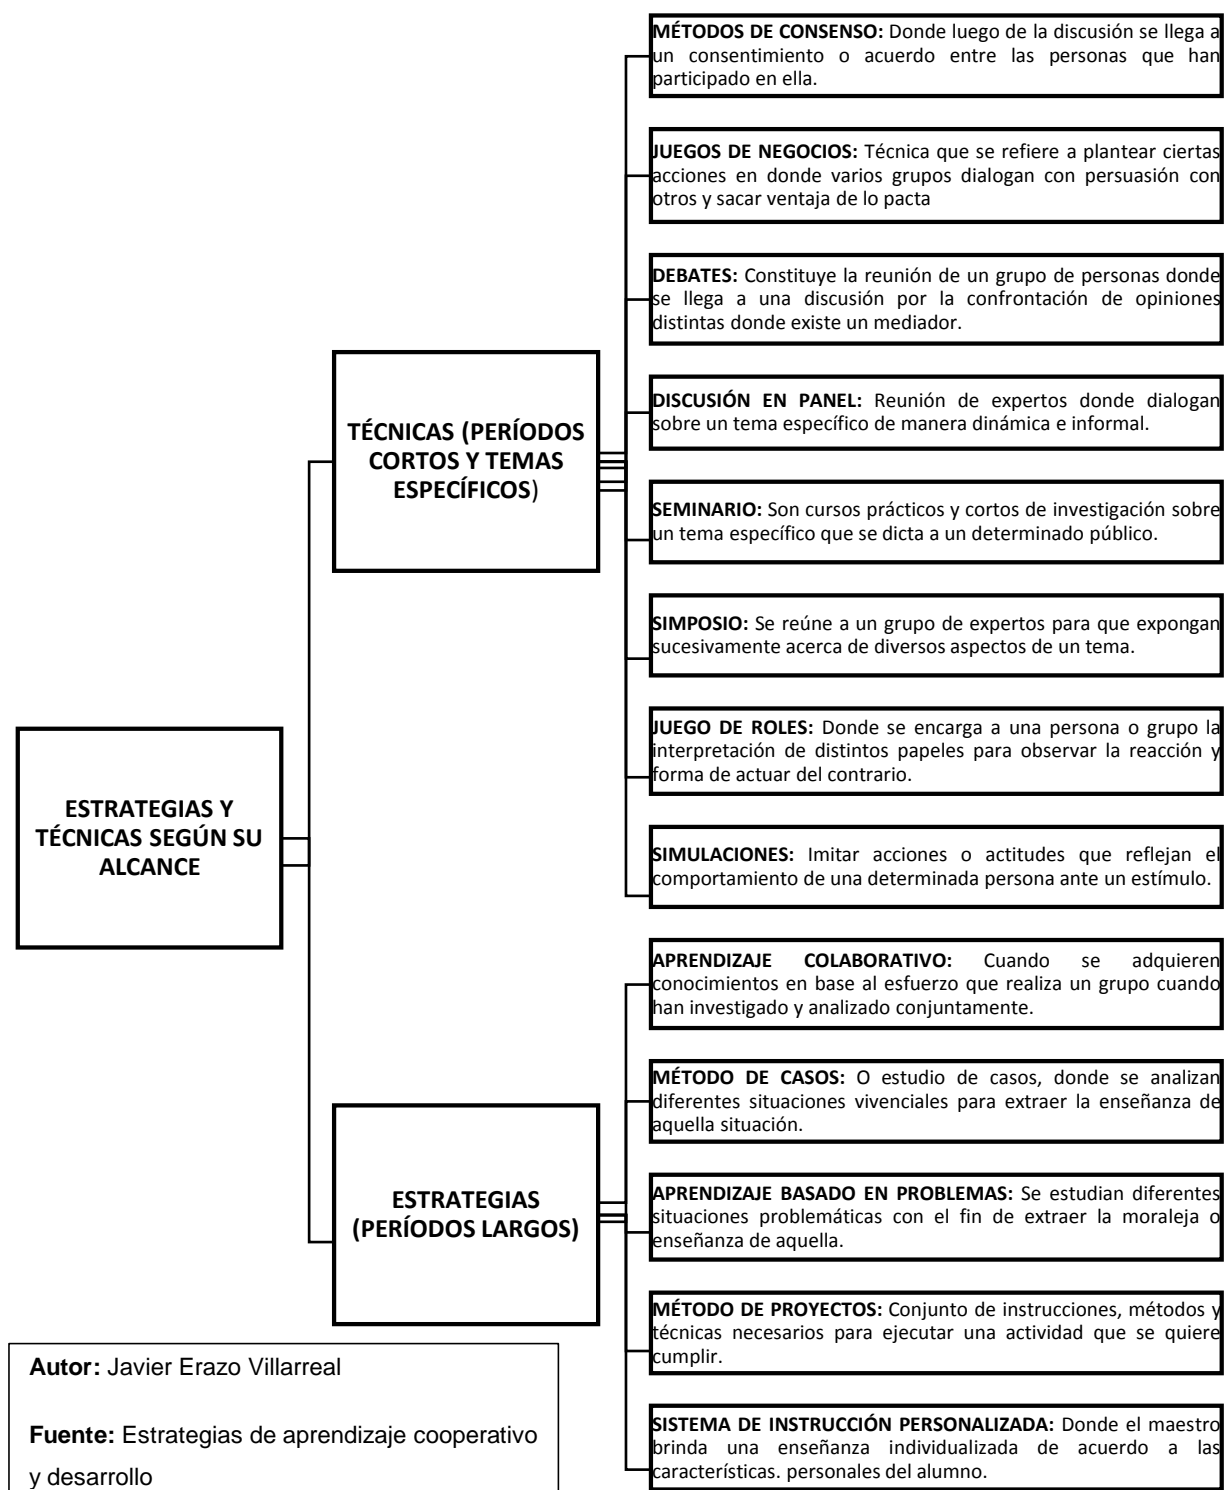 MÉTODOS DE CONSENSO: Donde luego de la discusión se llega a
un consentimiento o acuerdo entre las personas que han
participado en ella.
JUEGOS DE NEGOCIOS: Técnica que se refiere a plantear ciertas
acciones en donde varios grupos dialogan con persuasión con
otros y sacar ventaja de lo pacta
DEBATES: Constituye la reunión de un grupo de personas donde
se llega a una discusión por la confrontación de opiniones
distintas donde existe un mediador.
TÉCNICAS (PERÍODOS
CORTOS Y TEMAS
ESPECÍFICOS)
DISCUSIÓN EN PANEL: Reunión de expertos donde dialogan
sobre un tema específico de manera dinámica e informal.
SEMINARIO: Son cursos prácticos y cortos de investigación sobre
un tema específico que se dicta a un determinado público.
SIMPOSIO: Se reúne a un grupo de expertos para que expongan
sucesivamente acerca de diversos aspectos de un tema.
JUEGO DE ROLES: Donde se encarga a una persona o grupo la
interpretación de distintos papeles para observar la reacción y
forma de actuar del contrario.
ESTRATEGIAS Y
TÉCNICAS SEGÚN SU
ALCANCE
SIMULACIONES: Imitar acciones o actitudes que reflejan el
comportamiento de una determinada persona ante un estímulo.
APRENDIZAJE COLABORATIVO: Cuando se adquieren
conocimientos en base al esfuerzo que realiza un grupo cuando
han investigado y analizado conjuntamente.
MÉTODO DE CASOS: O estudio de casos, donde se analizan
diferentes situaciones vivenciales para extraer la enseñanza de
aquella situación.
ESTRATEGIAS
(PERÍODOS LARGOS)
APRENDIZAJE BASADO EN PROBLEMAS: Se estudian diferentes
situaciones problemáticas con el fin de extraer la moraleja o
enseñanza de aquella.
MÉTODO DE PROYECTOS: Conjunto de instrucciones, métodos y
técnicas necesarios para ejecutar una actividad que se quiere
cumplir.
SISTEMA DE INSTRUCCIÓN PERSONALIZADA: Donde el maestro
brinda una enseñanza individualizada de acuerdo a las
características. personales del alumno.
Autor: Javier Erazo Villarreal
Fuente: Estrategias de aprendizaje cooperativo
y desarrollo